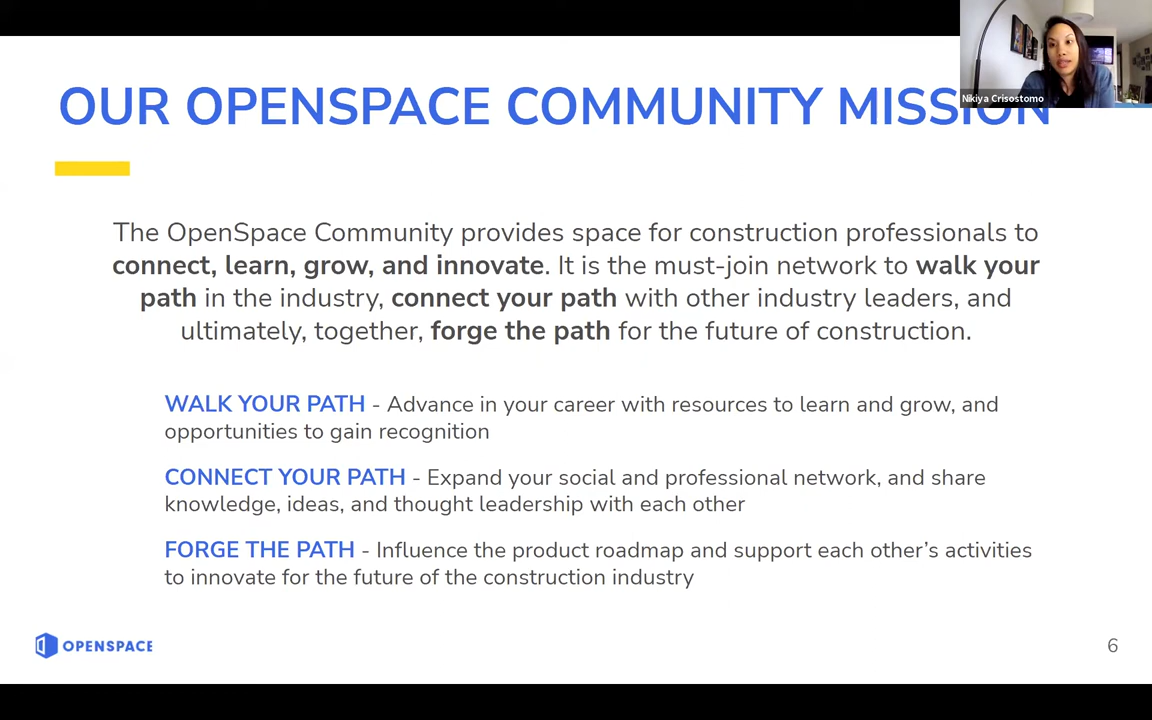 OUR OPENSPACE COMMUNITY MISSION
Nikiya Crisostomo
The OpenSpace Community provides space for construction professionals to
connect, learn, grow, and innovate. It is the must-join network to walk your
path in the industry, connect your path with other industry leaders, and
ultimately, together, forge the path for the future of construction.
WALK YOUR PATH - Advance in your career with resources to learn and grow, and
opportunities to gain recognition
CONNECT YOUR PATH - Expand your social and professional network, and share
knowledge, ideas, and thought leadership with each other
FORGE THE PATH - Influence the product roadmap and support each other's activities
to innovate for the future of the construction industry
OPENSPACE
6